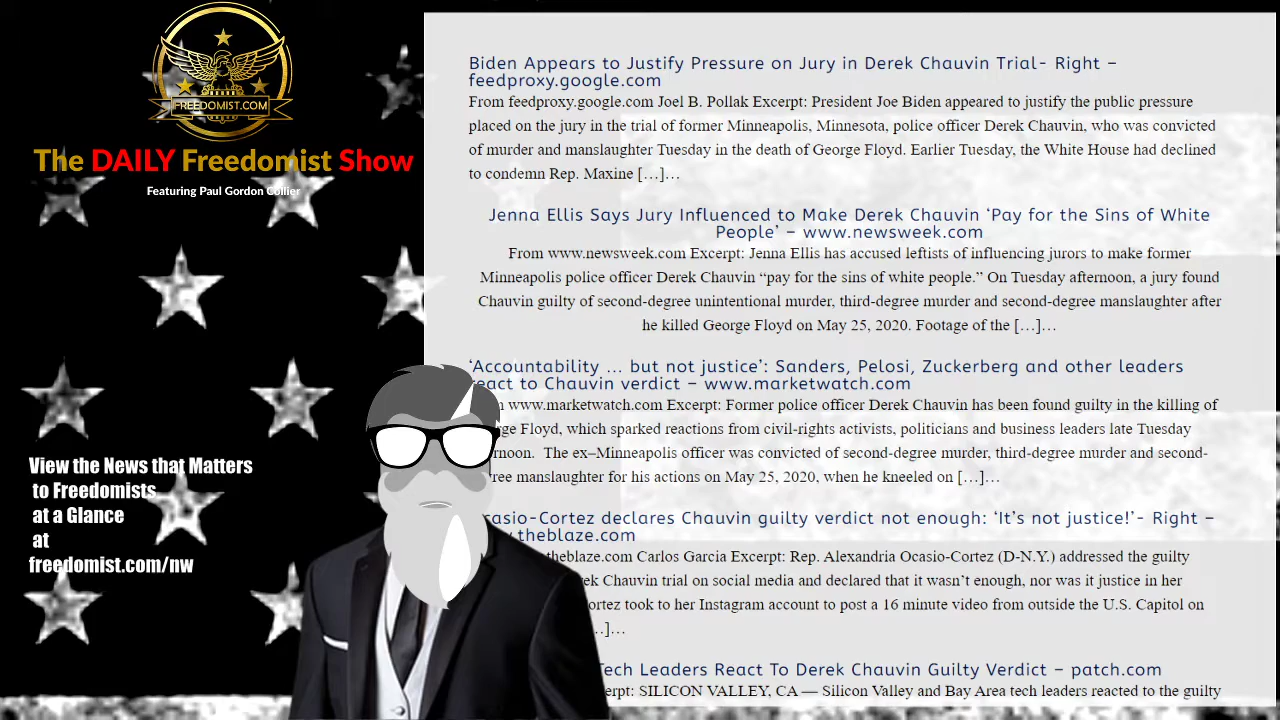 FREEDOMIST.COM
The DAILY Freedomist Show
Featuring Paul Gordon Collier
View the News that Matters
to Freedomists
at a Glance
at
freedomist.com/nw
Biden Appears to Justify Pressure on Jury in Derek Chauvin Trial- Right –
feedproxy.google.com
From feedproxy.google.com Joel B. Pollak Excerpt: President Joe Biden appeared to justify the public pressure
placed on the jury in the trial of former Minneapolis, Minnesota, police officer Derek Chauvin, who was convicted
of murder and manslaughter Tuesday in the death of George Floyd. Earlier Tuesday, the White House had declined
to condemn Rep. Maxine […]…
Jenna Ellis Says Jury Influenced to Make Derek Chauvin ‘Pay for the Sins of White
People’ – www.newsweek.com
From www.newsweek.com Excerpt: Jenna Ellis has accused leftists of influencing jurors to make former
Minneapolis police officer Derek Chauvin “pay for the sins of white people.” On Tuesday afternoon, a jury found
Chauvin guilty of second-degree unintentional murder, third-degree murder and second-degree manslaughter after
he killed George Floyd on May 25, 2020. Footage of the […]…
‘Accountability … but not justice’: Sanders, Pelosi, Zuckerberg and other leaders
react to Chauvin verdict – www.marketwatch.com
www.marketwatch.com Excerpt: Former police officer Derek Chauvin has been found guilty in the killing of
Floyd, which sparked reactions from civil-rights activists, politicians and business leaders late Tuesday
The ex–Minneapolis officer was convicted of second-degree murder, third-degree murder and second-
manslaughter for his actions on May 25, 2020, when he kneeled on […]…
declares Chauvin guilty verdict not enough: ‘It’s not justice!’- Right –
theblaze.com
theblaze.com Carlos Garcia Excerpt: Rep. Alexandria Ocasio-Cortez (D-N.Y.) addressed the guilty
Chauvin trial on social media and declared that it wasn’t enough, nor was it justice in her
took to her Instagram account to post a 16 minute video from outside the U.S. Capitol on
Tech Leaders React To Derek Chauvin Guilty Verdict – patch.com
SILICON VALLEY, CA — Silicon Valley and Bay Area tech leaders reacted to the guilty